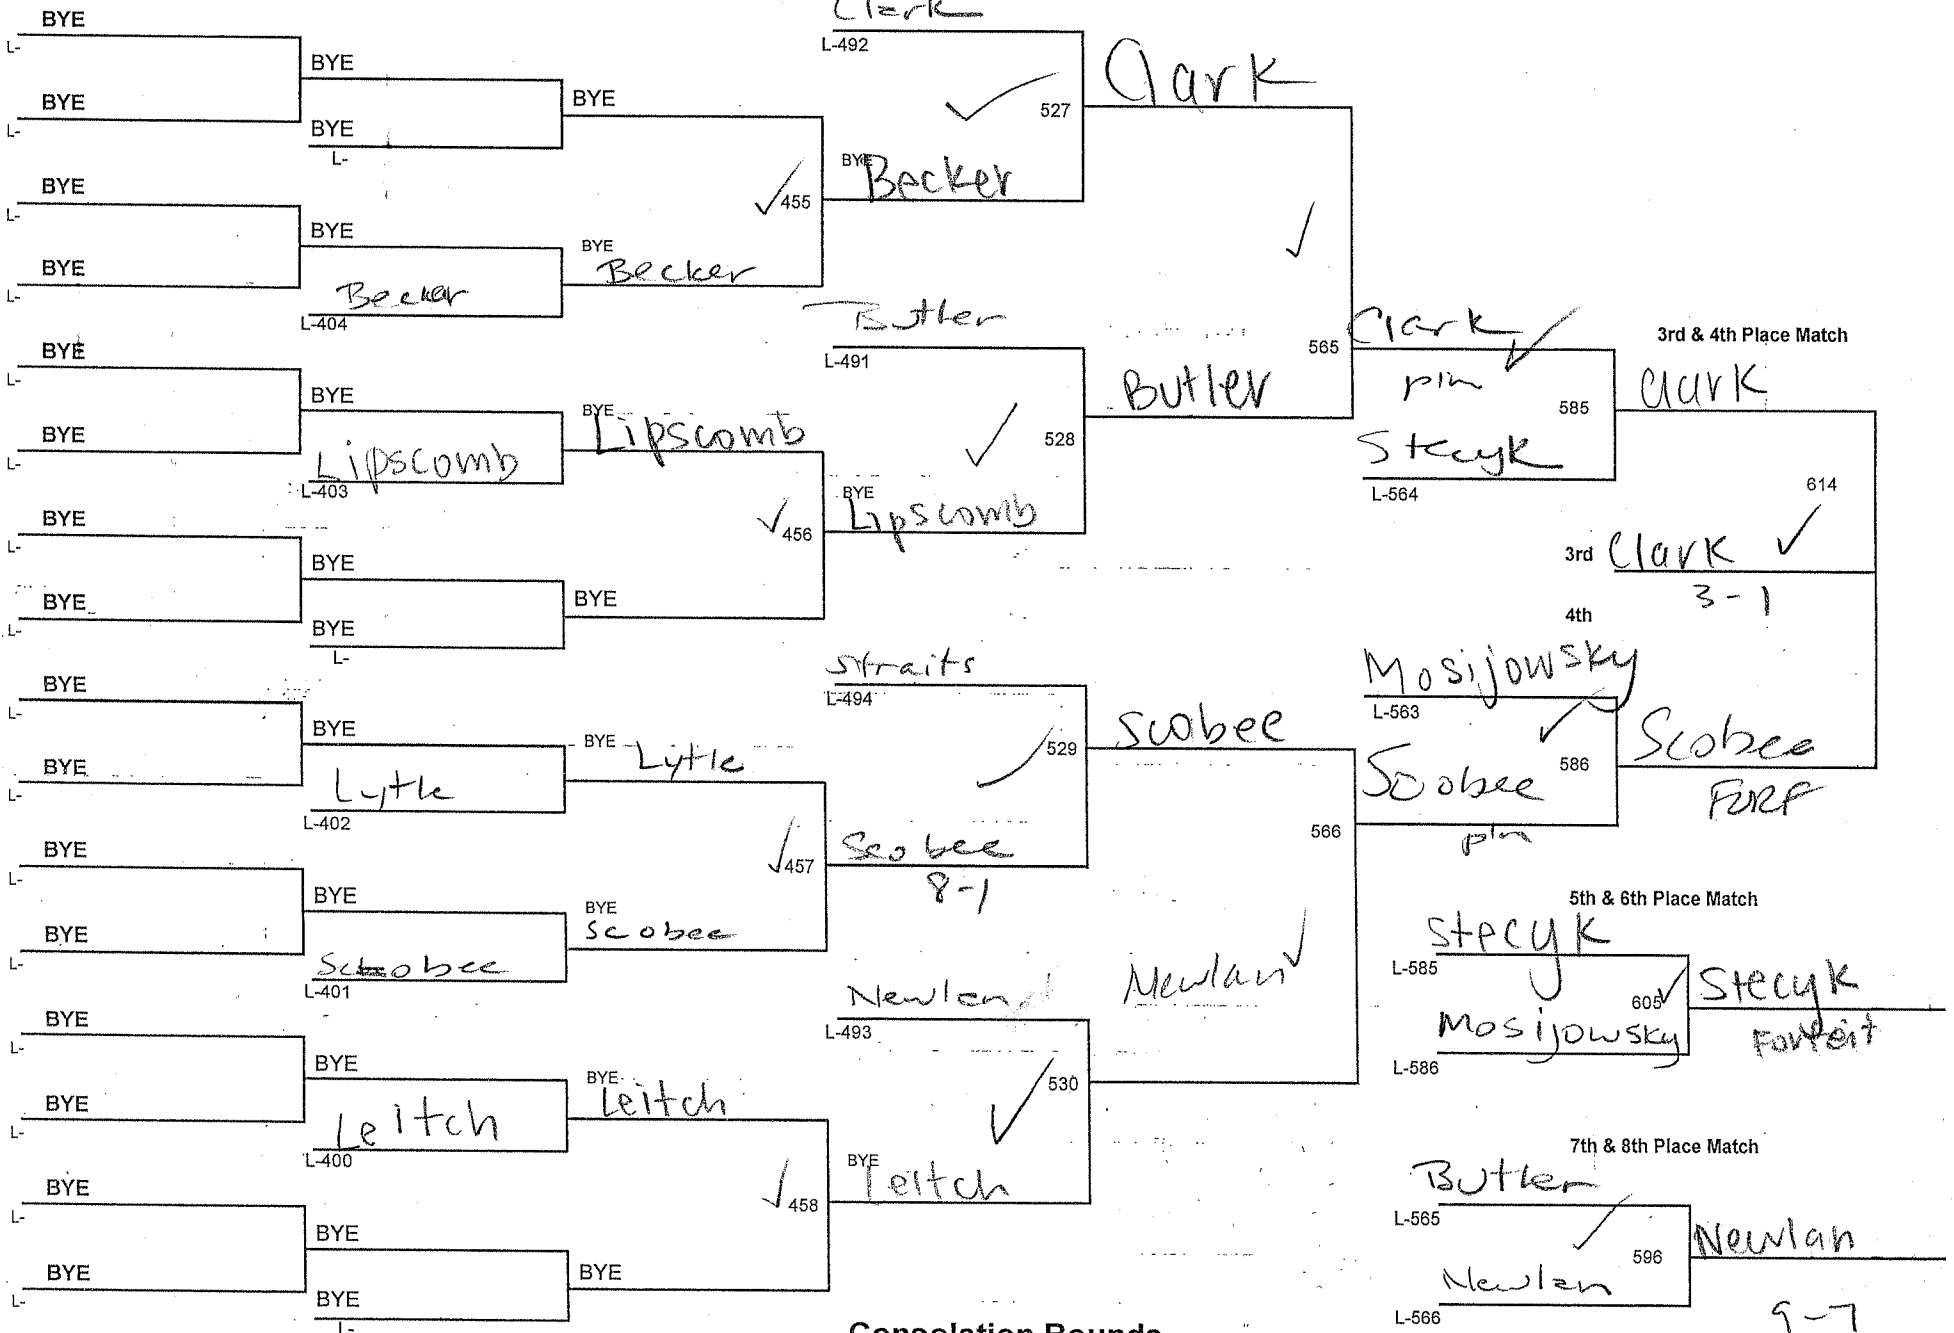 BYE
L-
BYE
L-
BYE
BYE
L-
BYE
BYE
L-
BYE
L-
BYE
Becker
L-404
BYE
Becker
455
Clark
L-492
BYE
Becker
527
Clark
BYE
L-
BYE
L-
BYE
Lipscomb
L-403
BYE
Lipscomb
BYE
L-
BYE
L-
BYE
BYE
L-
BYE
456
Butler
L-491
BYE
Lipscomb
528
Butler
565
BYE
L-
BYE
L-
BYE
Lytle
L-402
BYE
Lytle
BYE
L-
BYE
L-
BYE
Scobee
L-401
BYE
Scobee
457
Straits
L-494
Scobee
8-1
529
Scobee
BYE
L-
BYE
L-
BYE
Leitch
L-400
BYE
Leitch
BYE
L-
BYE
L-
BYE
BYE
L-
BYE
458
Newlan
L-493
BYE
Leitch
530
Newlan
566
Clark
pin
Stecyk
L-564
585
3rd & 4th Place Match
Clark
614
3rd Clark
3-1
4th
Mosijowsky
L-563
Scobee
pin
586
Scobee
FORF
5th & 6th Place Match
Stecyk
L-585
Mosijowsky
L-586
605
Stecyk
Forfeit
7th & 8th Place Match
Butler
L-565
Newlan
L-566
596
Newlan
9-7
Consolation Rounds